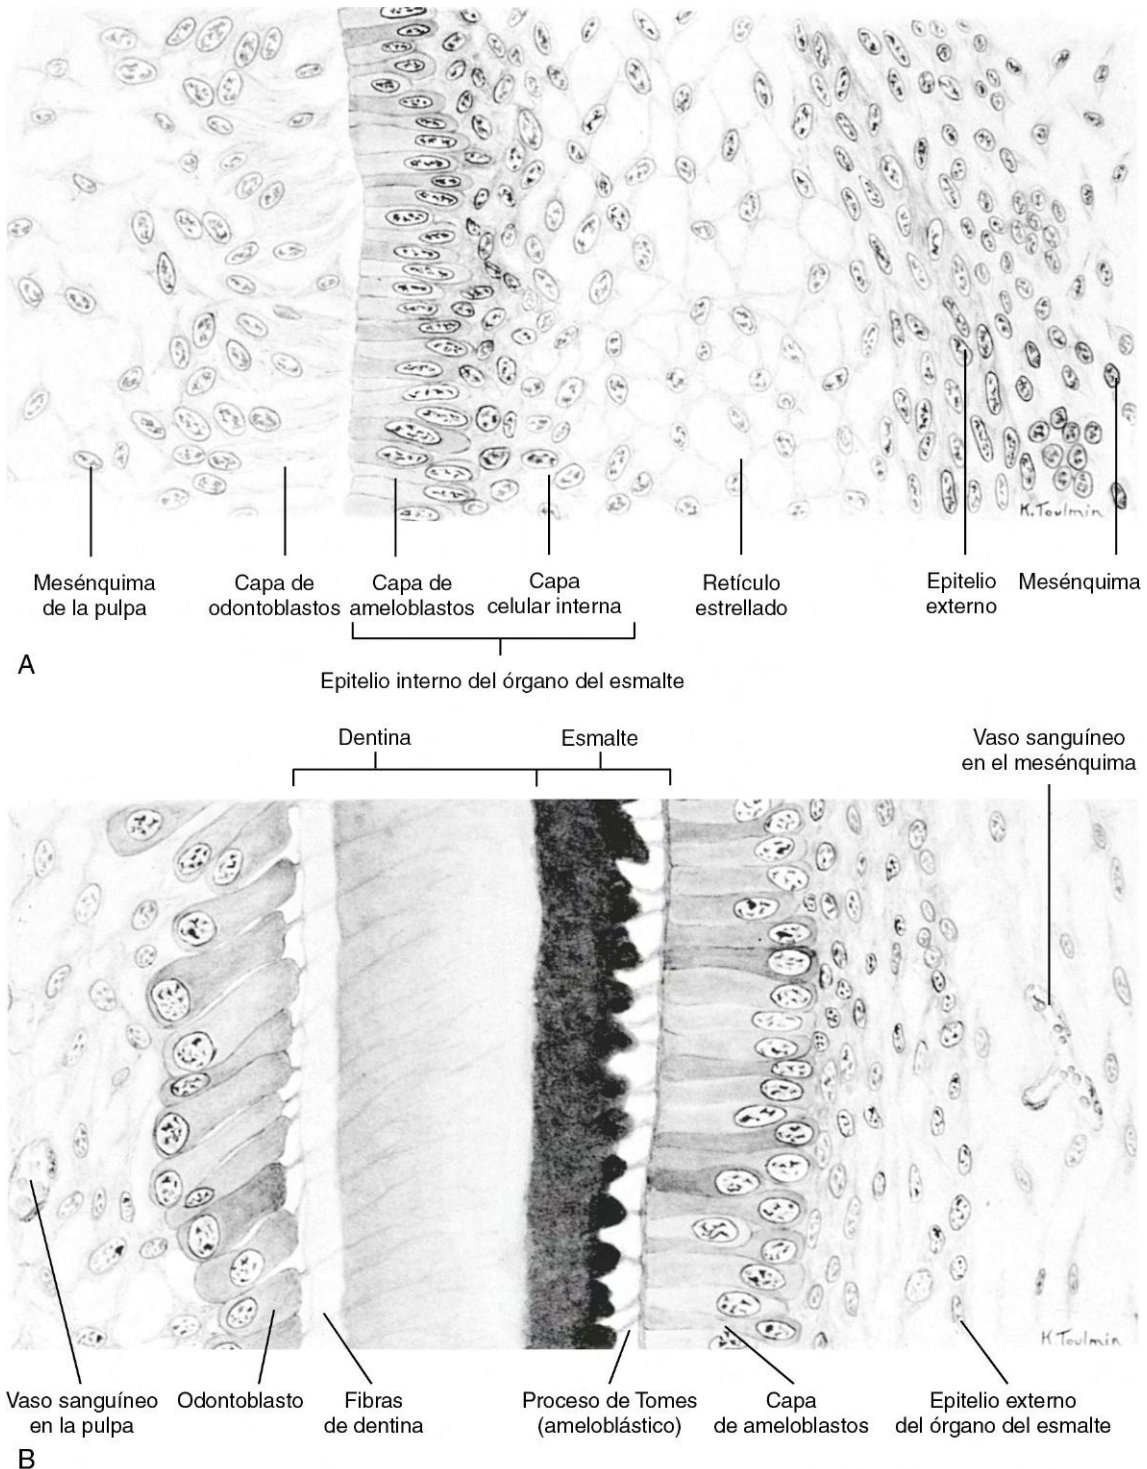 K. Toulmin
Mesénquima
de la pulpa
Capa de
odontoblastos
Capa de
ameloblastos
Capa
celular interna
Retículo
estrellado
Epitelio
externo
Mesénquima
Epitelio interno del órgano del esmalte
A
Dentina
Esmalte
Vaso sanguíneo
en el mesénquima
K Toulmin
Vaso sanguíneo
en la pulpa
Odontoblasto
Fibras
de dentina
Proceso de Tomes
(ameloblástico)
Capa
de ameloblastos
Epitelio externo
del órgano del esmalte
B